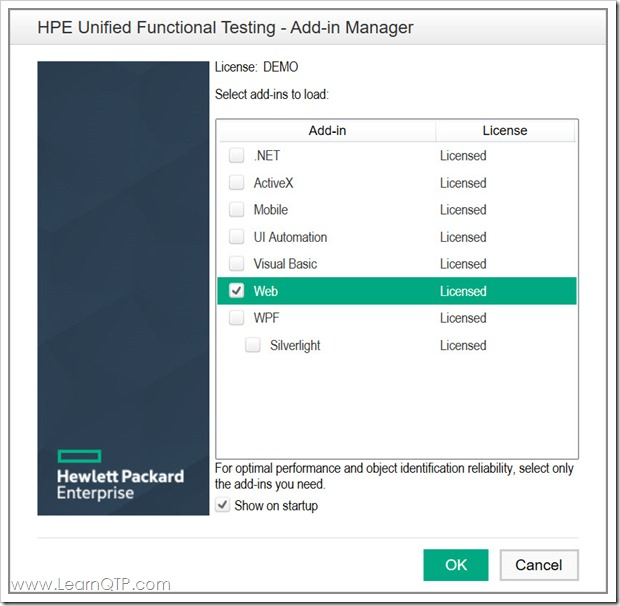 HPE Unified Functional Testing - Add-in Manager
License: DEMO
Select add-ins to load:
Add-in License
.NET Licensed
ActiveX Licensed
Mobile Licensed
UI Automation Licensed
Visual Basic Licensed
Web Licensed
WPF Licensed
Silverlight Licensed
Hewlett Packard
Enterprise
For optimal performance and object identification reliability, select only
the add-ins you need.
Show on startup
OK Cancel
www.LearnQTP.com